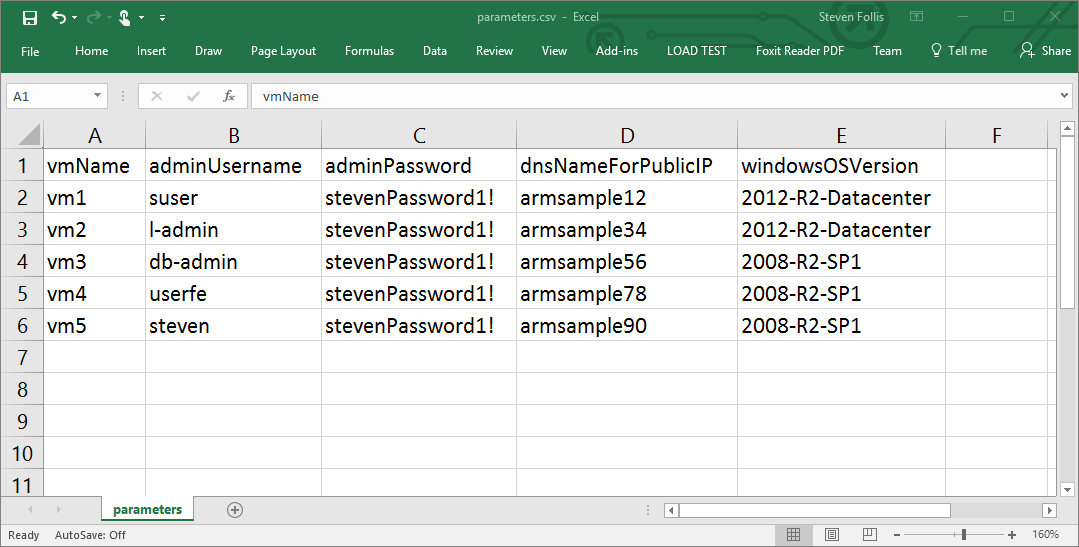 parameters.csv - Excel Steven Follis
File Home Insert Draw Page Layout Formulas Data Review View Add-ins LOAD TEST Foxit Reader PDF Team Tell me Share
A1 fx vmName
A B C D E F
1 vmName adminUsername adminPassword dnsNameForPublicIP windowsOSVersion
2 vm1 suser stevenPassword1! armsample12 2012-R2-Datacenter
3 vm2 l-admin stevenPassword1! armsample34 2012-R2-Datacenter
4 vm3 db-admin stevenPassword1! armsample56 2008-R2-SP1
5 vm4 userfe stevenPassword1! armsample78 2008-R2-SP1
6 vm5 steven stevenPassword1! armsample90 2008-R2-SP1
7
8
9
10
11
parameters
Ready AutoSave: Off 160%